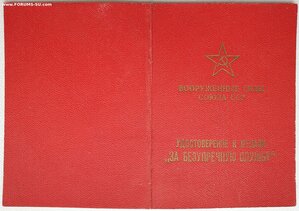 www.FORUMS-SU.com
ВООРУЖЕННЫЕ СИЛЫ
СОЮЗА ССР
УДОСТОВЕРЕНИЕ К МЕДАЛИ
„ЗА БЕЗУПРЕЧНУЮ СЛУЖБУ"